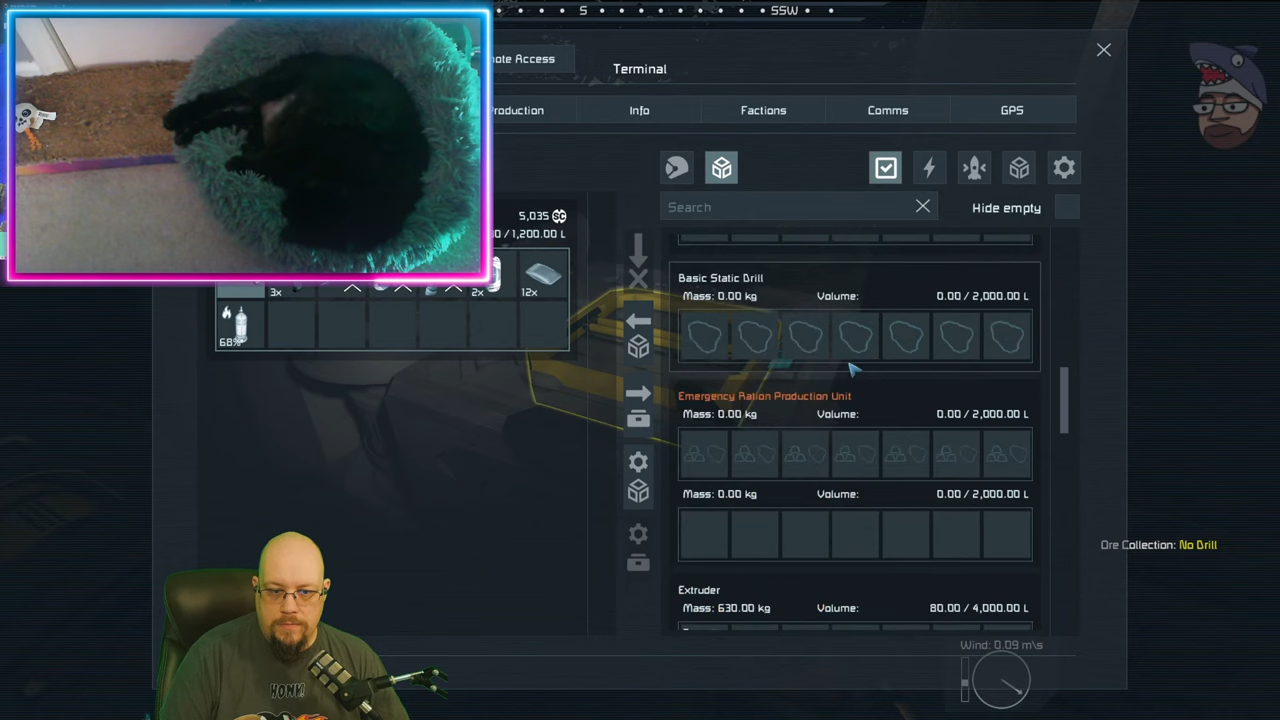 S
SSW
ote Access
Terminal
roduction
Info
Factions
Comms
GPS
Search
Hide empty
5,035
0 / 1,200.00 L
3x
2x
12x
68%
Basic Static Drill
Mass: 0.00 kg
Volume:
0.00 / 2,000.00 L
Emergency Ration Production Unit
Mass: 0.00 kg
Volume:
0.00 / 2,000.00 L
Mass: 0.00 kg
Volume:
0.00 / 2,000.00 L
Extruder
Mass: 630.00 kg
Volume:
80.00 / 4,000.00 L
Ore Collection: No Drill
Wind: 0.09 m/s
HONK!